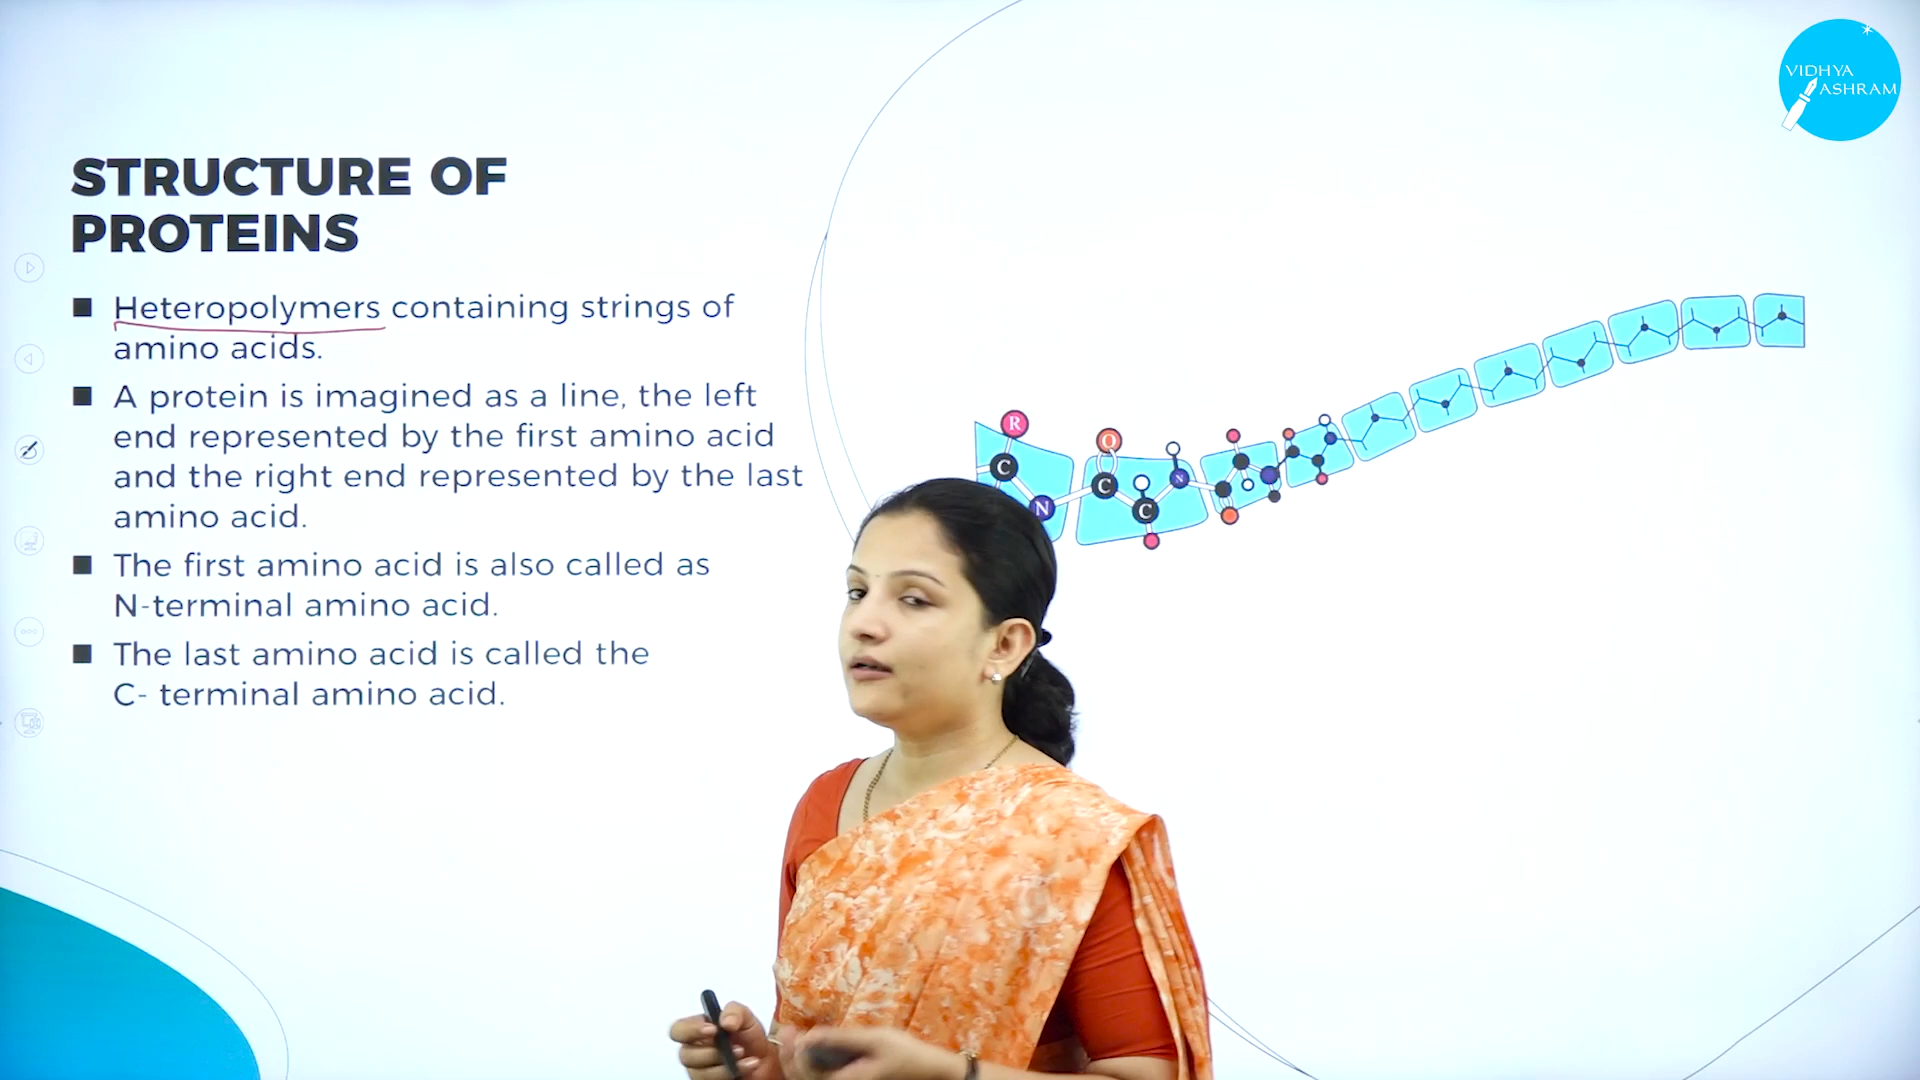 VIDHYA
ASHRAM
STRUCTURE OF
PROTEINS
■ Heteropolymers containing strings of
amino acids.
■ A protein is imagined as a line, the left
end represented by the first amino acid
and the right end represented by the last
amino acid.
■ The first amino acid is also called as
N-terminal amino acid.
■ The last amino acid is called the
C- terminal amino acid.
R
C
N
O
C
C
N